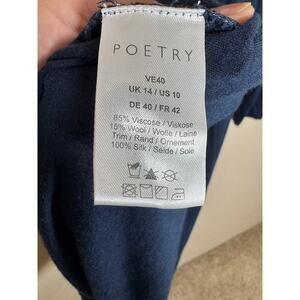 POETRY
VE40
UK 14 / US 10
DE 40 / FR 42
85% Viscose / Viskose
15% Wool / Wolle / Laine
Trim / Rand / Ornement
100% Silk / Seide / Soie